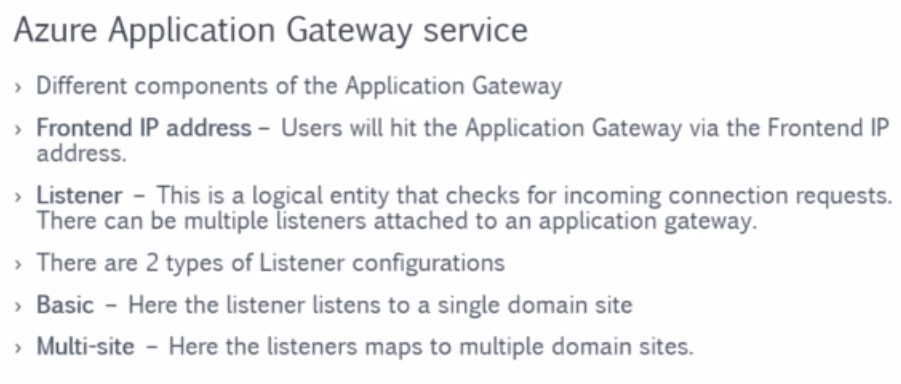 Azure Application Gateway service
› Different components of the Application Gateway
› Frontend IP address – Users will hit the Application Gateway via the Frontend IP
address.
› Listener – This is a logical entity that checks for incoming connection requests.
There can be multiple listeners attached to an application gateway.
› There are 2 types of Listener configurations
› Basic – Here the listener listens to a single domain site
› Multi-site – Here the listeners maps to multiple domain sites.